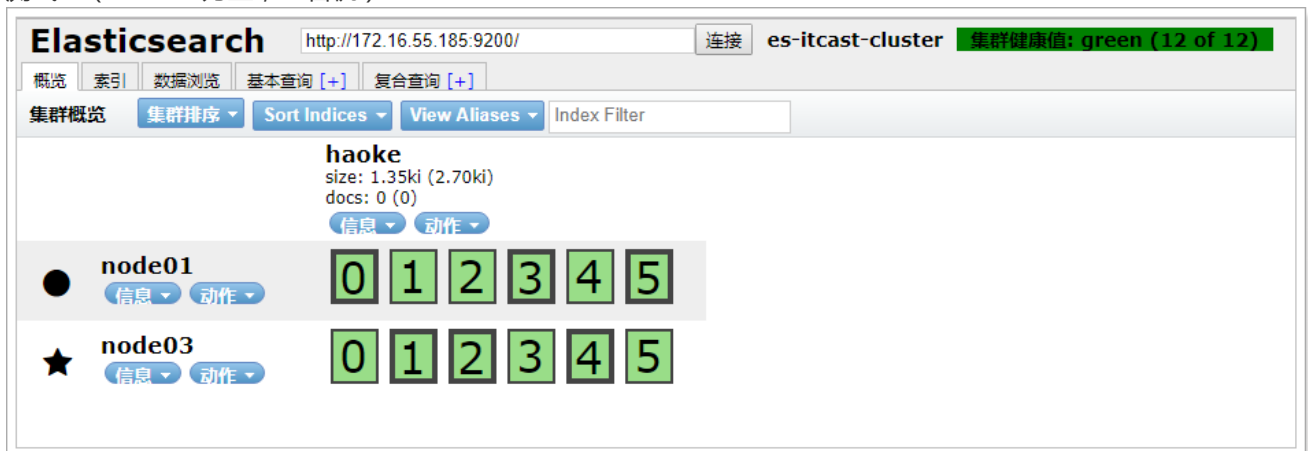 Elasticsearch http://172.16.55.185:9200/ 连接 es-itcast-cluster 集群健康值: green (12 of 12)
概览 索引 数据浏览 基本查询 [+] 复合查询 [+]
集群概览 集群排序 Sort Indices View Aliases Index Filter
haoke
size: 1.35ki (2.70ki)
docs: 0 (0)
信息 动作
node01 0 1 2 3 4 5
信息 动作
node03 0 1 2 3 4 5
信息 动作